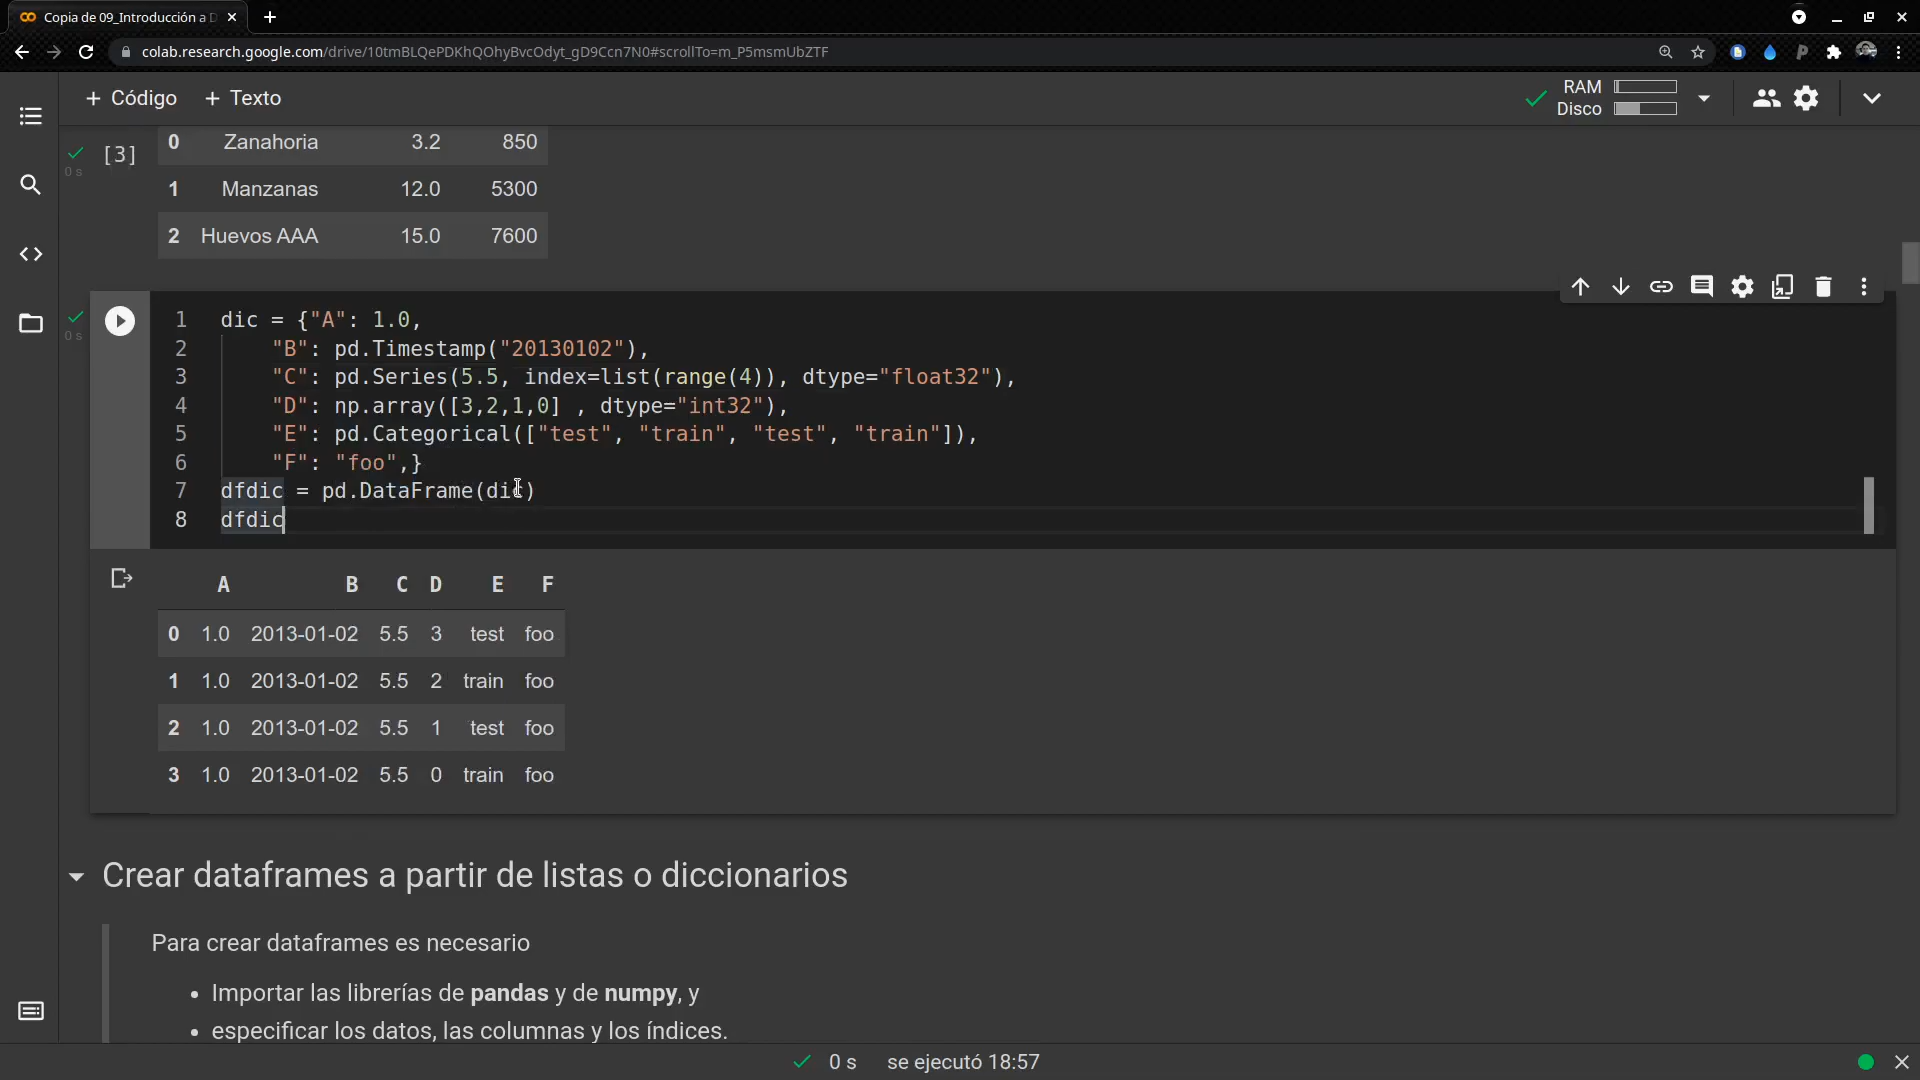 Copia de 09_Introducción a D
colab.research.google.com/drive/10tmBLQePDKhQOhyBvcOdyt_gD9Ccn7N0#scrollTo=m_P5msmUbZTF
+ Código + Texto
RAM
Disco
[3]
0 s
0 Zanahoria 3.2 850
1 Manzanas 12.0 5300
2 Huevos AAA 15.0 7600
0 s
1 dic = {"A": 1.0,
2 "B": pd.Timestamp("20130102"),
3 "C": pd.Series(5.5, index=list(range(4)), dtype="float32"),
4 "D": np.array([3,2,1,0] , dtype="int32"),
5 "E": pd.Categorical(["test", "train", "test", "train"]),
6 "F": "foo",}
7 dfdic = pd.DataFrame(dic)
8 dfdic
A B C D E F
0 1.0 2013-01-02 5.5 3 test foo
1 1.0 2013-01-02 5.5 2 train foo
2 1.0 2013-01-02 5.5 1 test foo
3 1.0 2013-01-02 5.5 0 train foo
Crear dataframes a partir de listas o diccionarios
Para crear dataframes es necesario
• Importar las librerías de pandas y de numpy, y
• especificar los datos, las columnas y los índices.
0 s se ejecutó 18:57